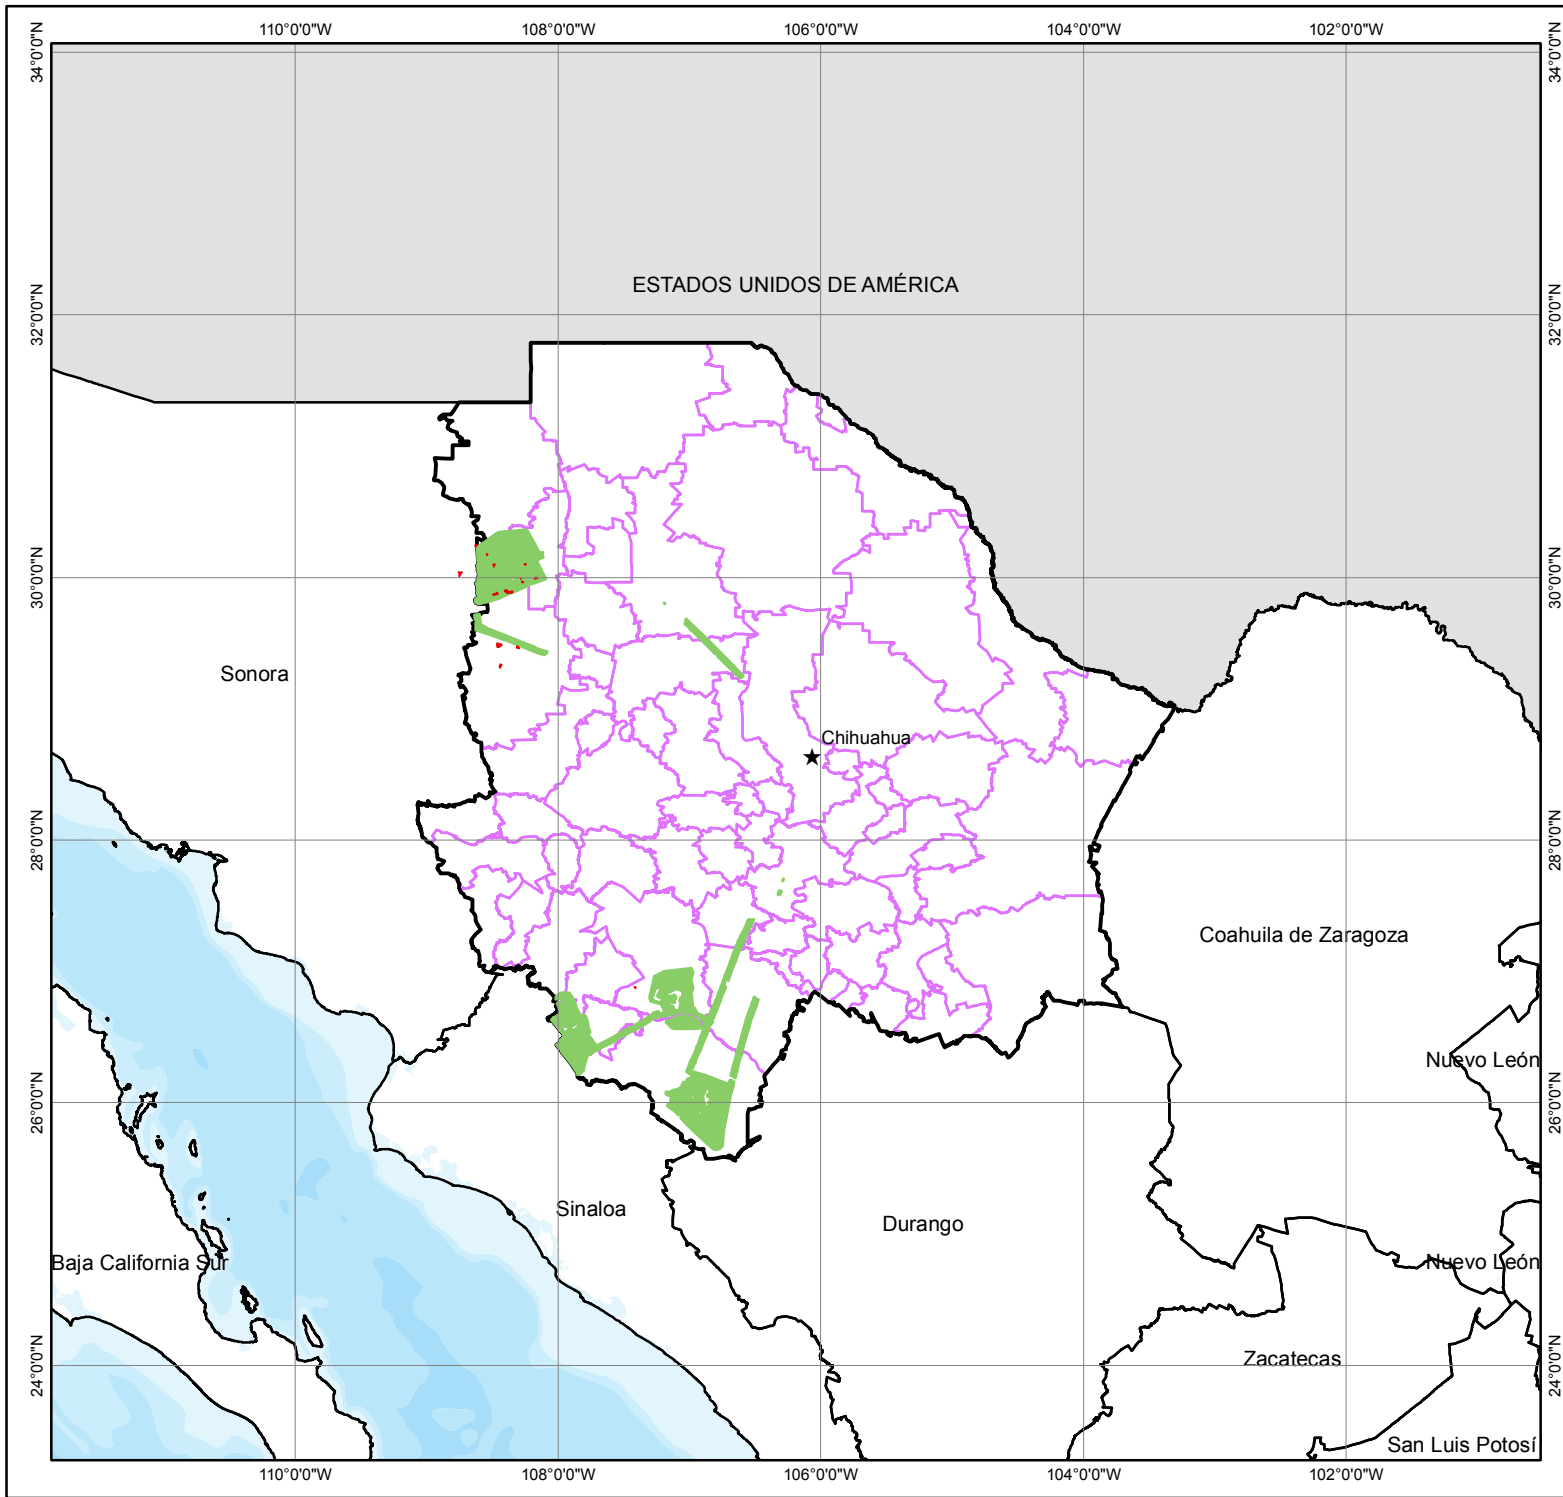 110°0'0"W 108°0'0"W 106°0'0"W 104°0'0"W 102°0'0"W
34°0'0"N 34°0'0"N
ESTADOS UNIDOS DE AMÉRICA
32°0'0"N 32°0'0"N
30°0'0"N 30°0'0"N
Sonora
Chihuahua
28°0'0"N 28°0'0"N
Coahuila de Zaragoza
Nuevo León
26°0'0"N 26°0'0"N
Sinaloa
Durango
Baja California Sur
Nuevo León
24°0'0"N 24°0'0"N
Zacatecas
San Luis Potosí
110°0'0"W 108°0'0"W 106°0'0"W 104°0'0"W 102°0'0"W